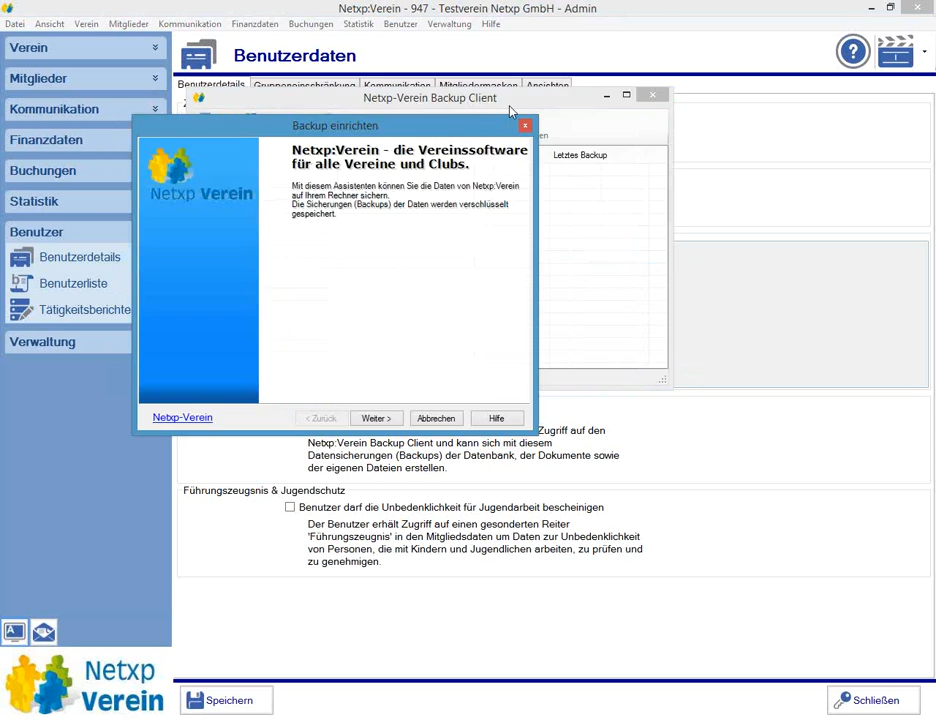 Netxp:Verein - 947 - Testverein Netxp GmbH - Admin
Datei Ansicht Verein Mitglieder Kommunikation Finanzdaten Buchungen Statistik Benutzer Verwaltung Hilfe
Verein
Mitglieder
Kommunikation
Finanzdaten
Buchungen
Statistik
Benutzer
Benutzerdetails
Benutzerliste
Tätigkeitsberichte
Verwaltung
Netxp
Verein
Benutzerdaten
Benutzerdetails Gruppeneinschränkung Kommunikation Mitgliedermasken Ansichten
Netxp-Verein Backup Client
en
Letztes Backup
Backup einrichten
Netxp Verein
Netxp:Verein - die Vereinssoftware
für alle Vereine und Clubs.
Mit diesem Assistenten können Sie die Daten von Netxp:Verein
auf Ihrem Rechner sichern.
Die Sicherungen (Backups) der Daten werden verschlüsselt
gespeichert.
Netxp-Verein
< Zurück Weiter > Abbrechen Hilfe
Zugriff auf den
Netxp:Verein Backup Client und kann sich mit diesem
Datensicherungen (Backups) der Datenbank, der Dokumente sowie
der eigenen Dateien erstellen.
Führungszeugsnis & Jugendschutz
Benutzer darf die Unbedenklichkeit für Jugendarbeit bescheinigen
Der Benutzer erhält Zugriff auf einen gesonderten Reiter
'Führungszeugnis' in den Mitgliedsdaten um Daten zur Unbedenklichkeit
von Personen, die mit Kindern und Jugendlichen arbeiten, zu prüfen und
zu genehmigen.
Speichern
Schließen